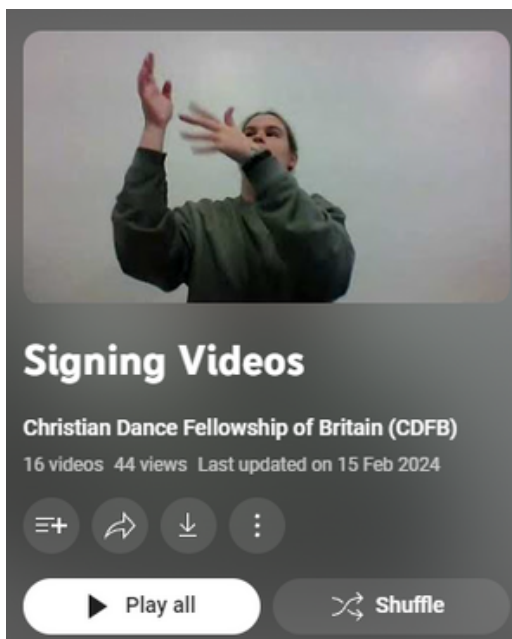 Signing Videos
Christian Dance Fellowship of Britain (CDFB)
16 videos 44 views Last updated on 15 Feb 2024
Play all Shuffle